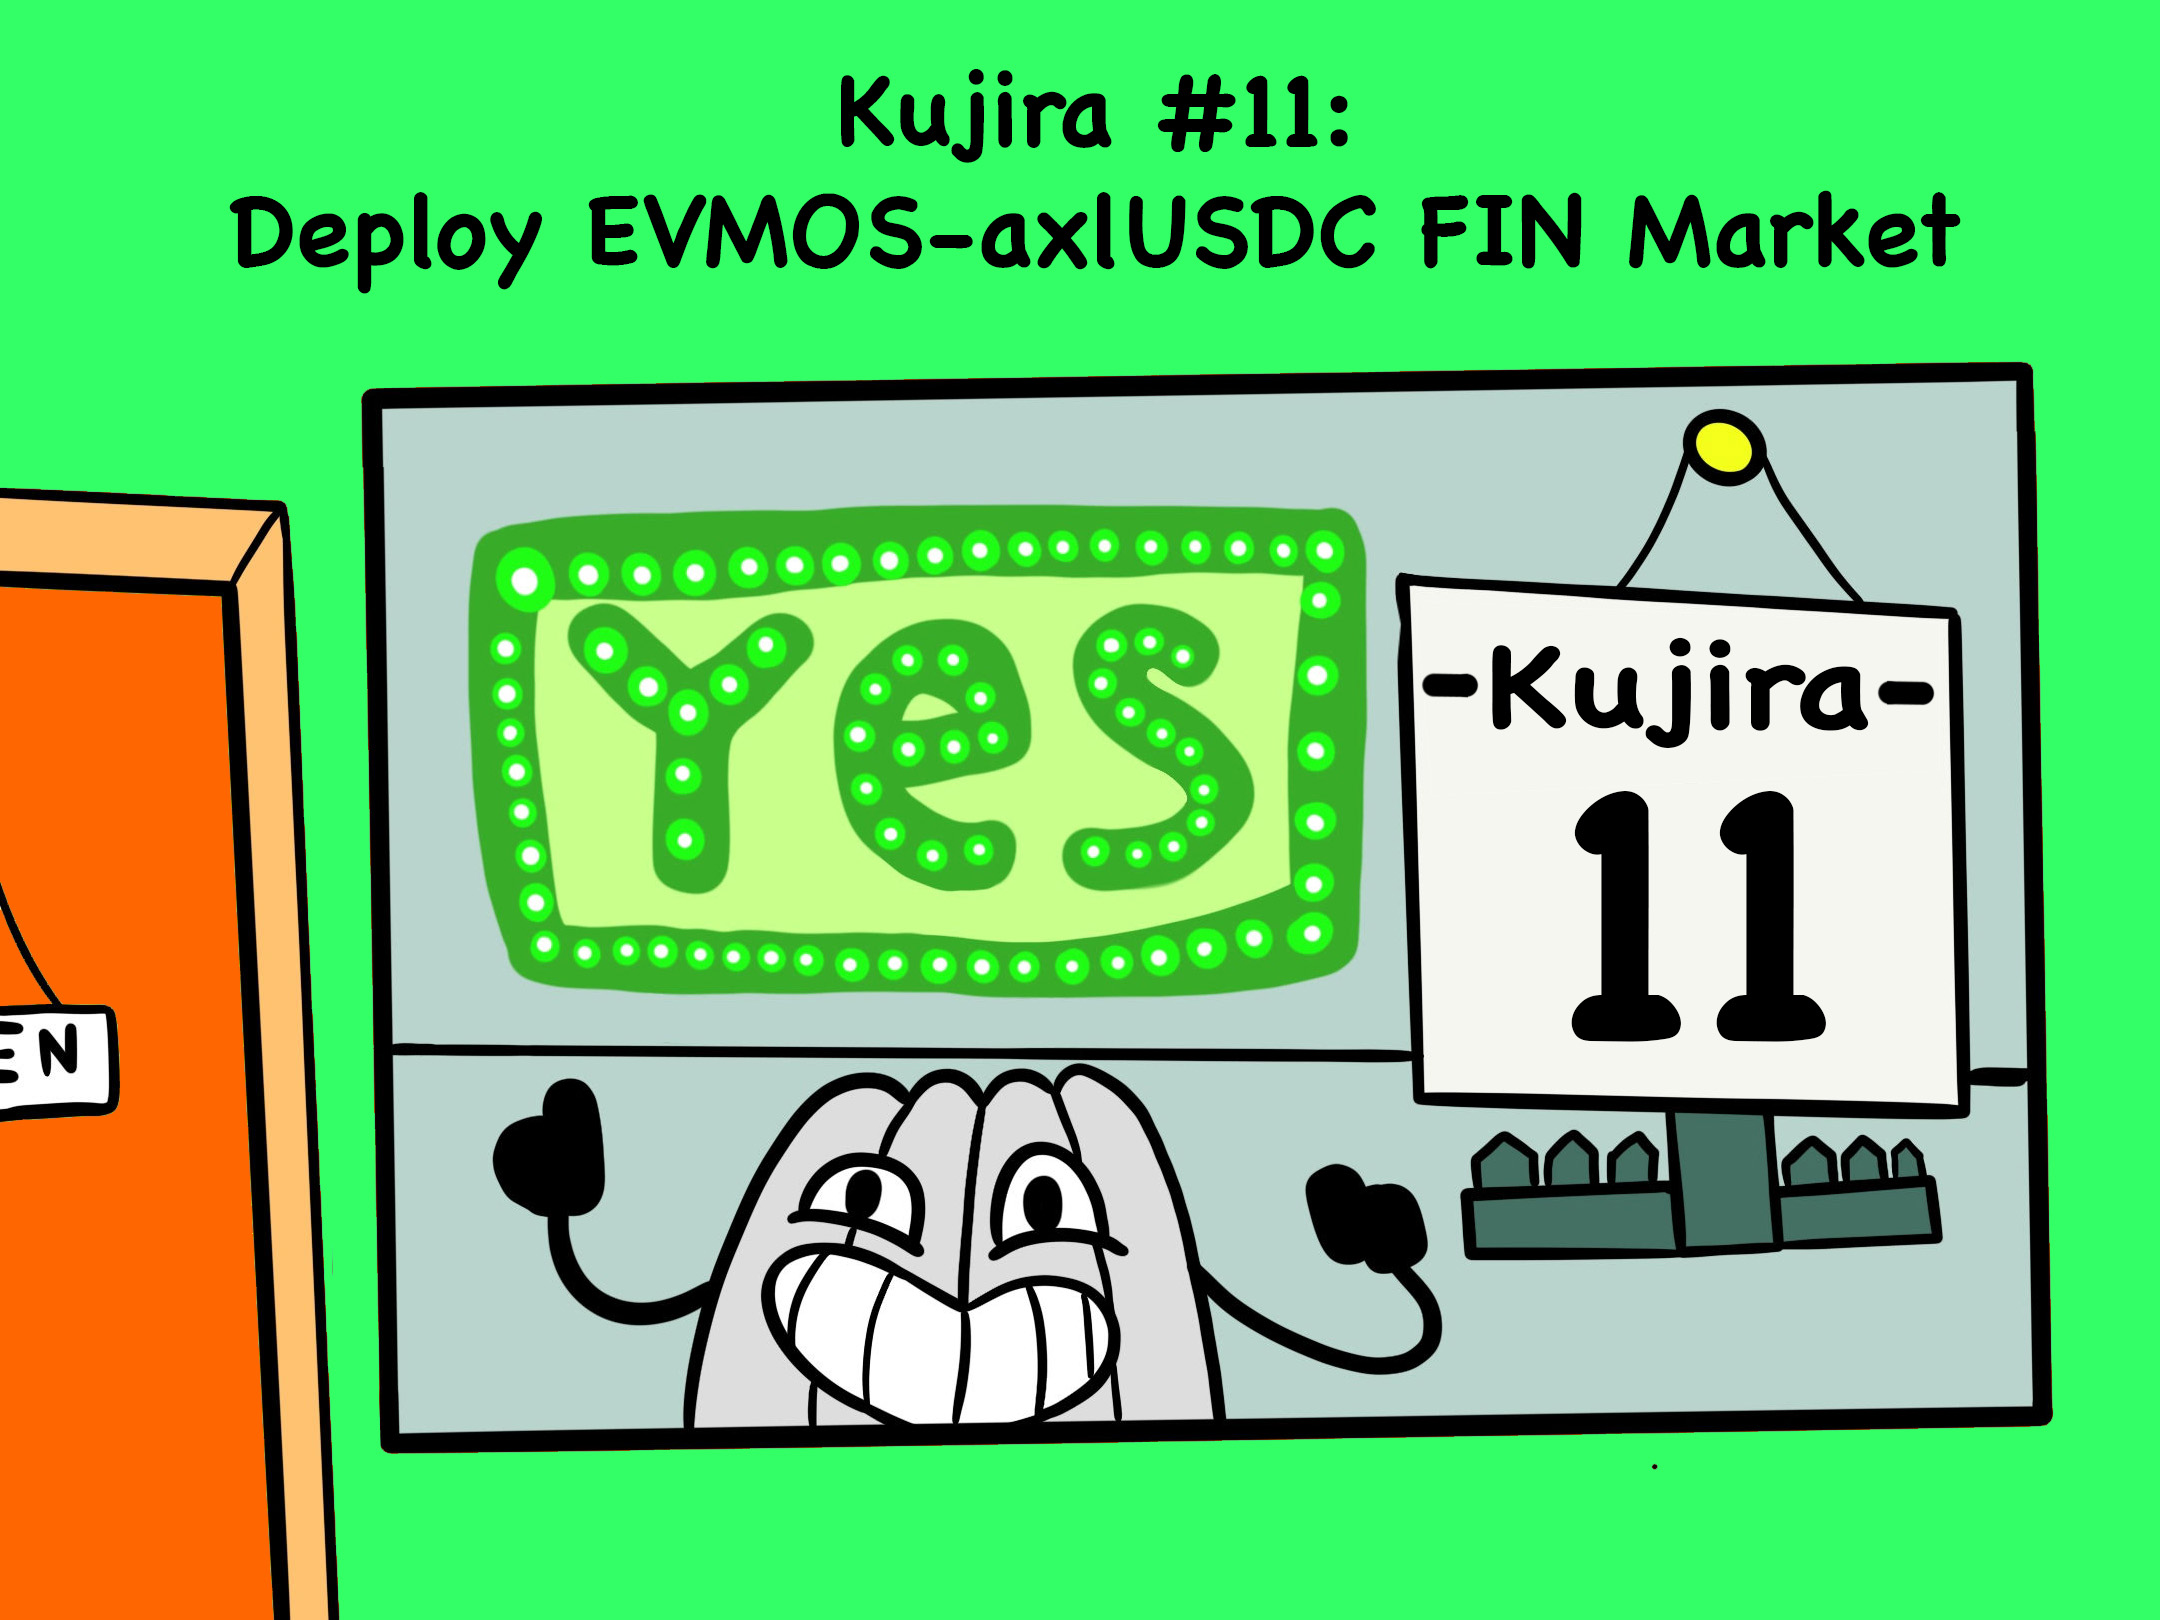 Kujira #11:
Deploy EVMOS-axlUSDC FIN Market
Yes
-Kujira-
11
EN